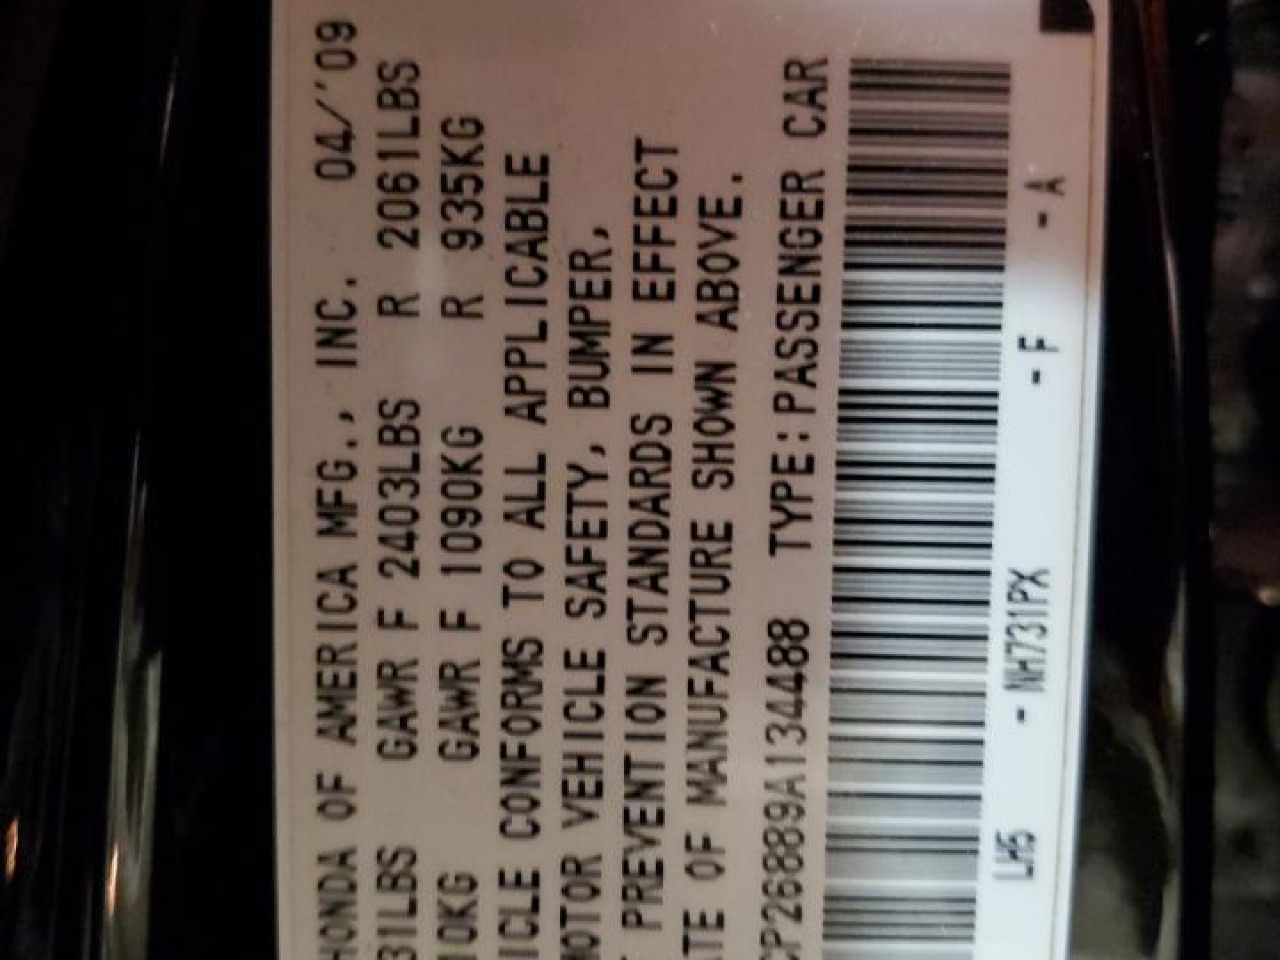 HONDA OF AMERICA MFG., INC. 04/'09
31LBS GAWR F 2403LBS R 2061LBS
10KG GAWR F 1090KG R 935KG
ICLE CONFORMS TO ALL APPLICABLE
MOTOR VEHICLE SAFETY, BUMPER,
PREVENTION STANDARDS IN EFFECT
ATE OF MANUFACTURE SHOWN ABOVE.
CP26889A134488 TYPE:PASSENGER CAR
LH5 - NH731PX - F - A